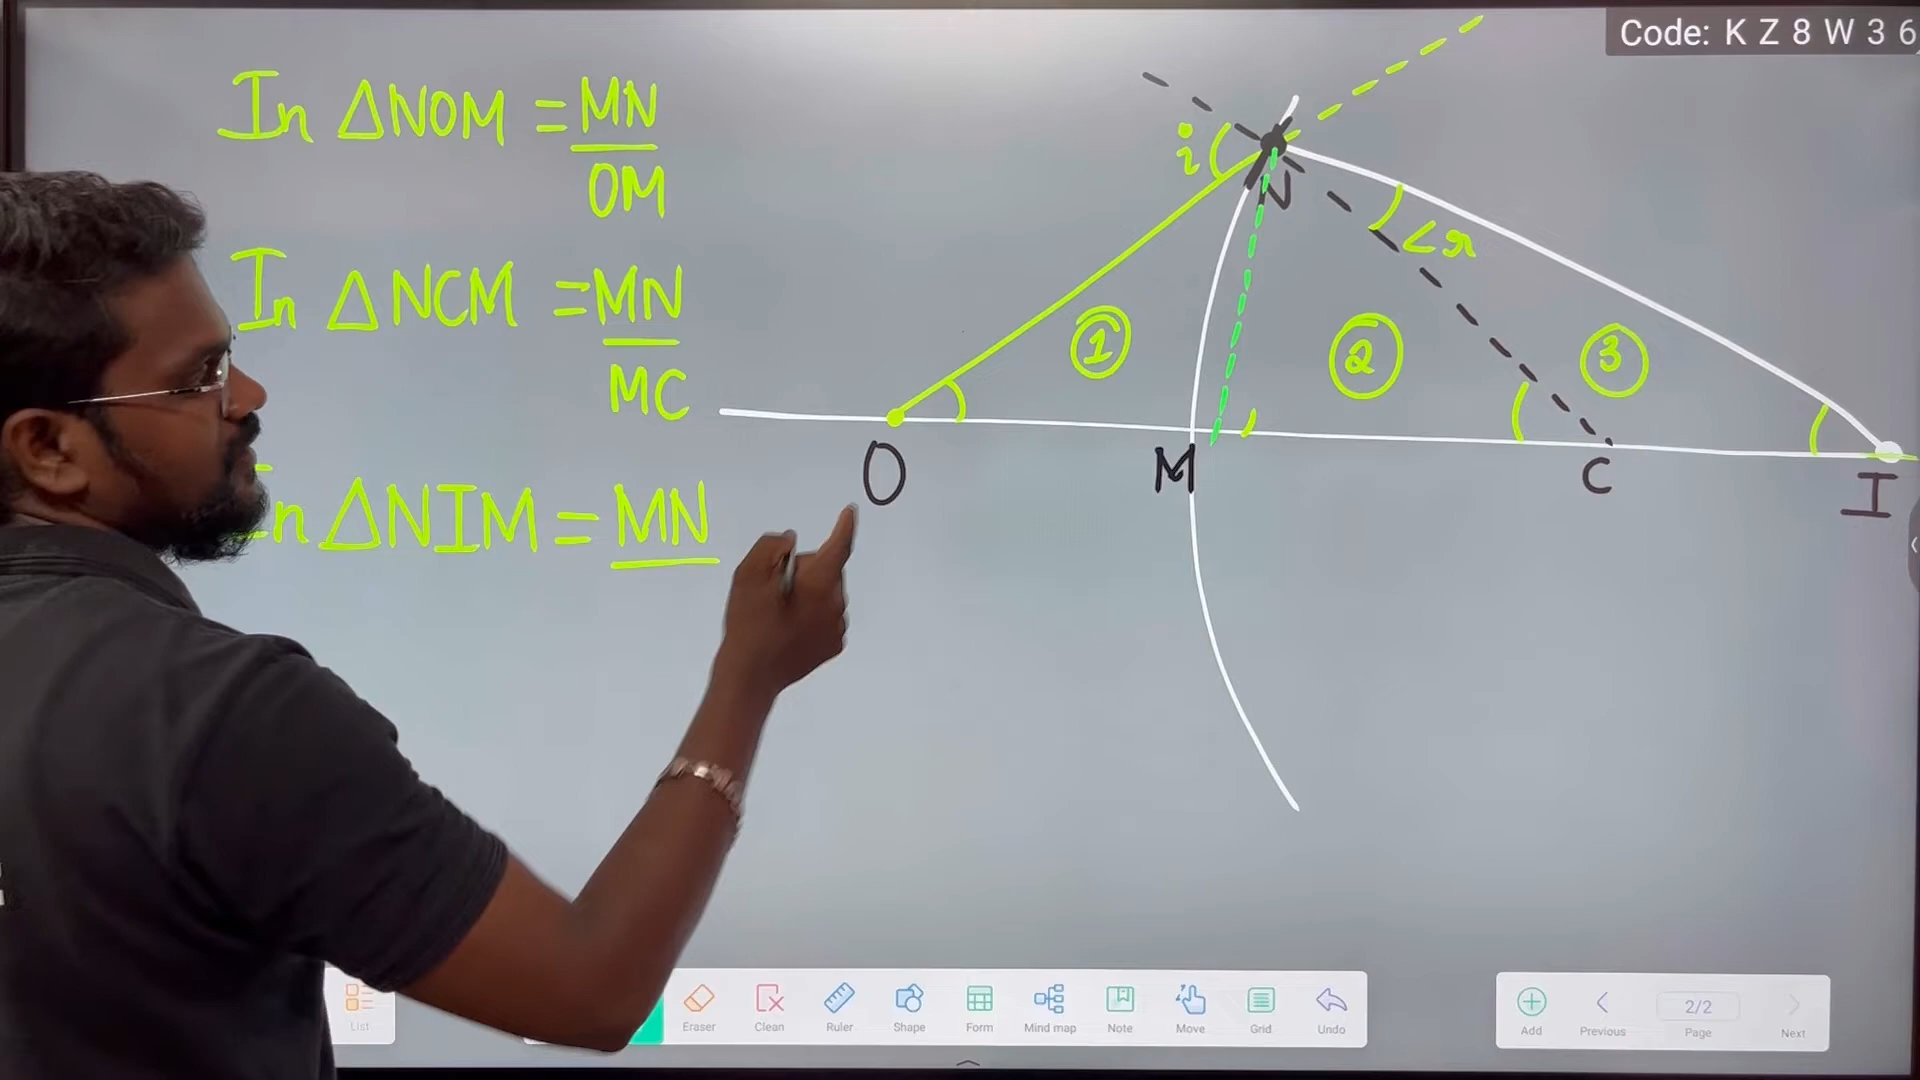 Code: K Z 8 W 3 6
In ΔNOM = MN
OM
In ΔNCM = MN
MC
In ΔNIM = MN
i
N
<r
1
2
3
O
M
C
I
List
Eraser
Clean
Ruler
Shape
Form
Mind map
Note
Move
Grid
Undo
Add
Previous
2/2
Page
Next